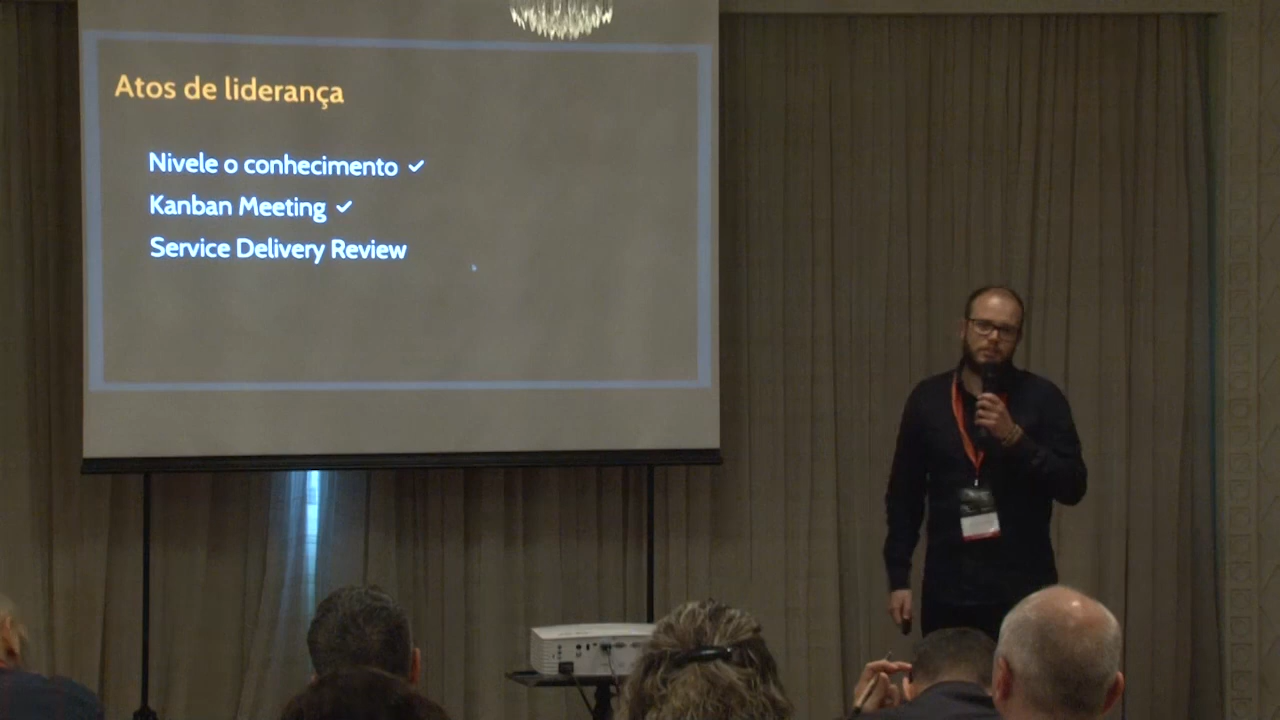 Atos de liderança
Nivele o conhecimento ✓
Kanban Meeting ✓
Service Delivery Review